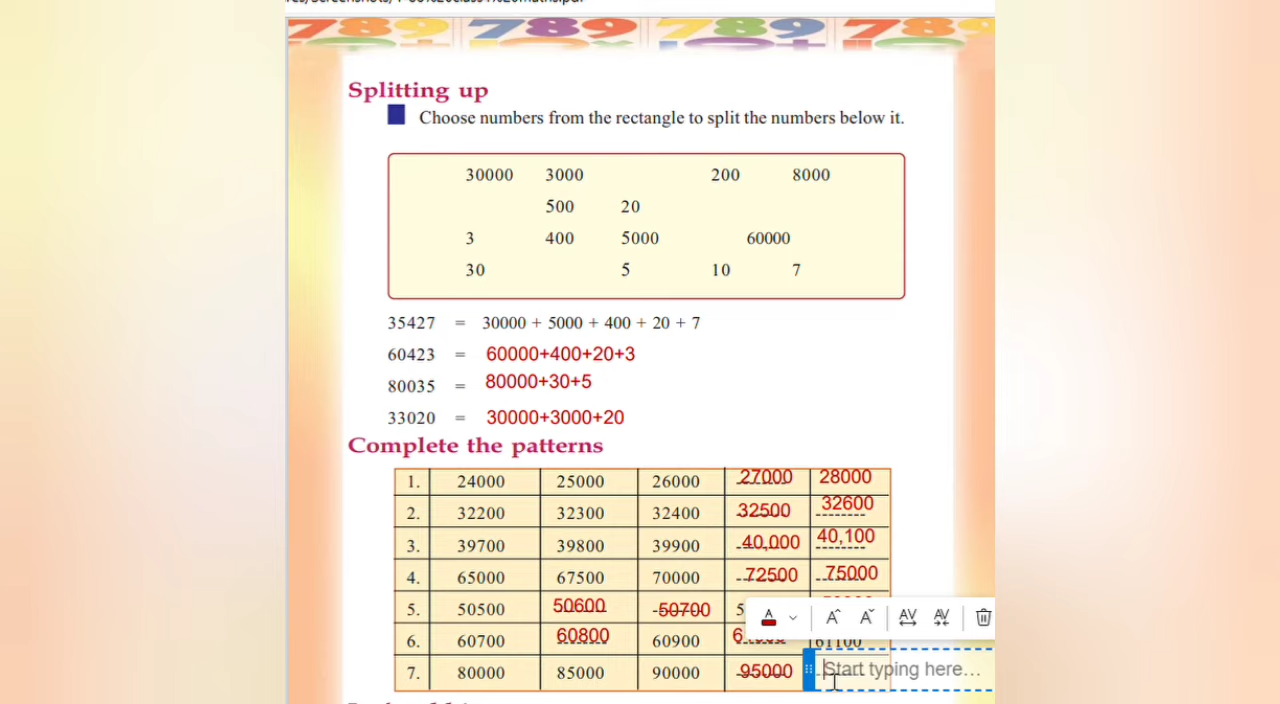 Splitting up
Choose numbers from the rectangle to split the numbers below it.
30000 3000 200 8000
500 20
3 400 5000 60000
30 5 10 7
35427 = 30000 + 5000 + 400 + 20 + 7
60423 = 60000+400+20+3
80035 = 80000+30+5
33020 = 30000+3000+20
Complete the patterns
1. 24000 25000 26000 27000 28000
2. 32200 32300 32400 32500 32600
3. 39700 39800 39900 40,000 40,100
4. 65000 67500 70000 72500 75000
5. 50500 50600 50700
6. 60700 60800 60900 61100
7. 80000 85000 90000 95000 Start typing here...